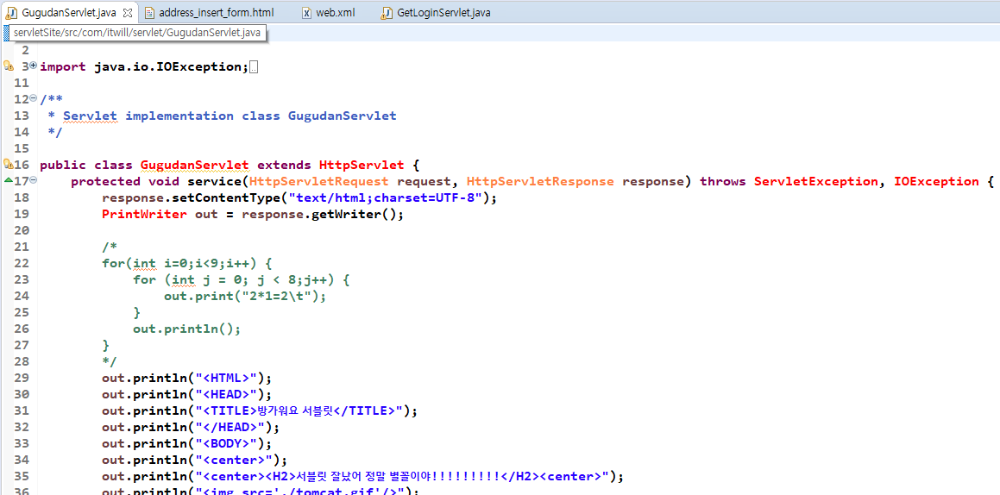 GugudanServlet.java address_insert_form.html web.xml GetLoginServlet.java
servletSite/src/com/itwill/servlet/GugudanServlet.java
2
3 import java.io.IOException;
11
12 /**
13 * Servlet implementation class GugudanServlet
14 */
15
16 public class GugudanServlet extends HttpServlet {
17 protected void service(HttpServletRequest request, HttpServletResponse response) throws ServletException, IOException {
18 response.setContentType("text/html;charset=UTF-8");
19 PrintWriter out = response.getWriter();
20
21 /*
22 for(int i=0;i<9;i++) {
23 for (int j = 0; j < 8;j++) {
24 out.print("2*1=2\t");
25 }
26 out.println();
27 }
28 */
29 out.println("<HTML>");
30 out.println("<HEAD>");
31 out.println("<TITLE>방가워요 서블릿</TITLE>");
32 out.println("</HEAD>");
33 out.println("<BODY>");
34 out.println("<center>");
35 out.println("<center><H2>서블릿 잘났어 정말 별꼴이야!!!!!!!!!</H2><center>");
36 out.println("<img src='./tomcat.gif'/>");